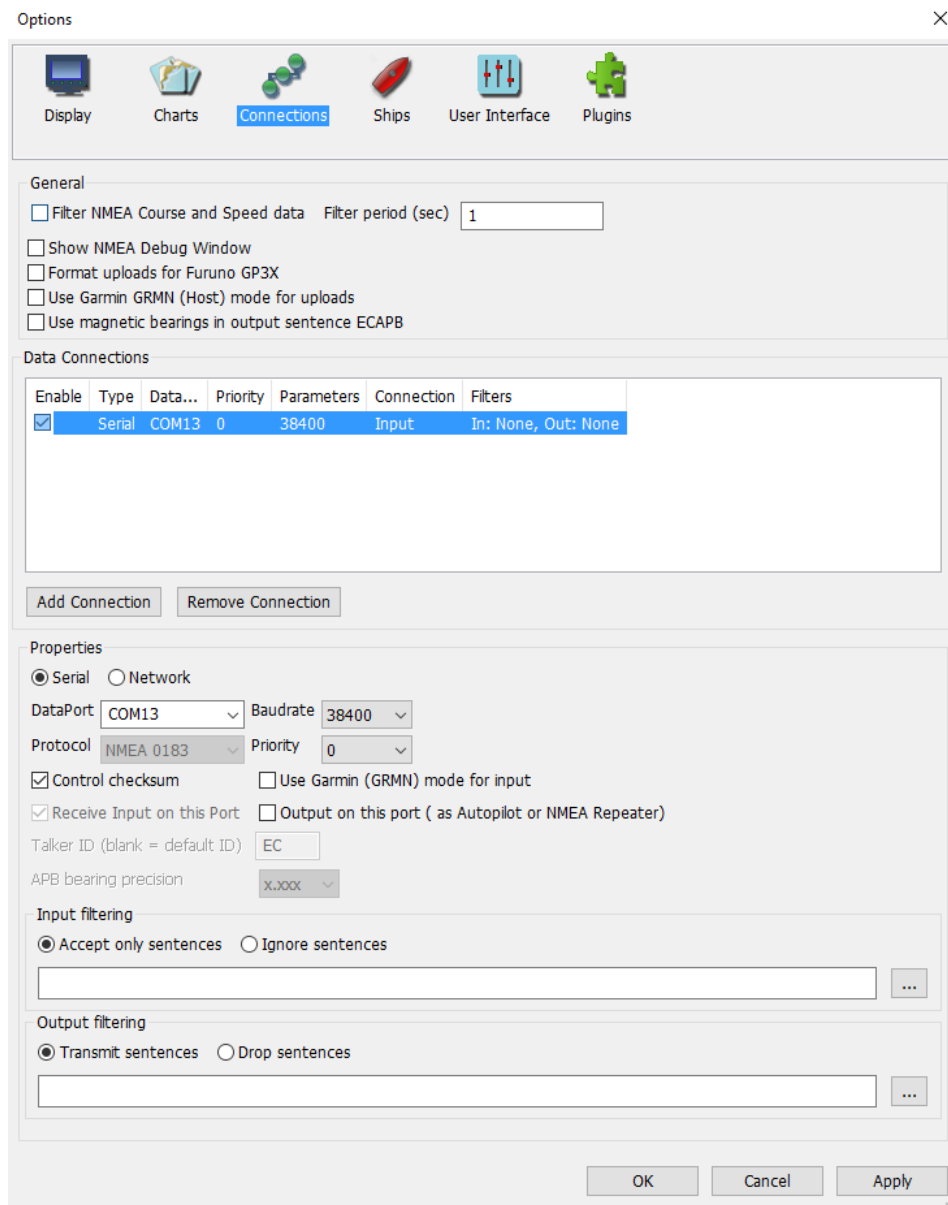 Options
Display Charts Connections Ships User Interface Plugins
General
Filter NMEA Course and Speed data Filter period (sec) 1
Show NMEA Debug Window
Format uploads for Furuno GP3X
Use Garmin GRMN (Host) mode for uploads
Use magnetic bearings in output sentence ECAPB
Data Connections
Enable Type Data... Priority Parameters Connection Filters
Serial COM13 0 38400 Input In: None, Out: None
Add Connection Remove Connection
Properties
Serial Network
DataPort COM13 Baudrate 38400
Protocol NMEA 0183 Priority 0
Control checksum Use Garmin (GRMN) mode for input
Receive Input on this Port Output on this port ( as Autopilot or NMEA Repeater)
Talker ID (blank = default ID) EC
APB bearing precision x.xxx
Input filtering
Accept only sentences Ignore sentences
...
Output filtering
Transmit sentences Drop sentences
...
OK Cancel Apply